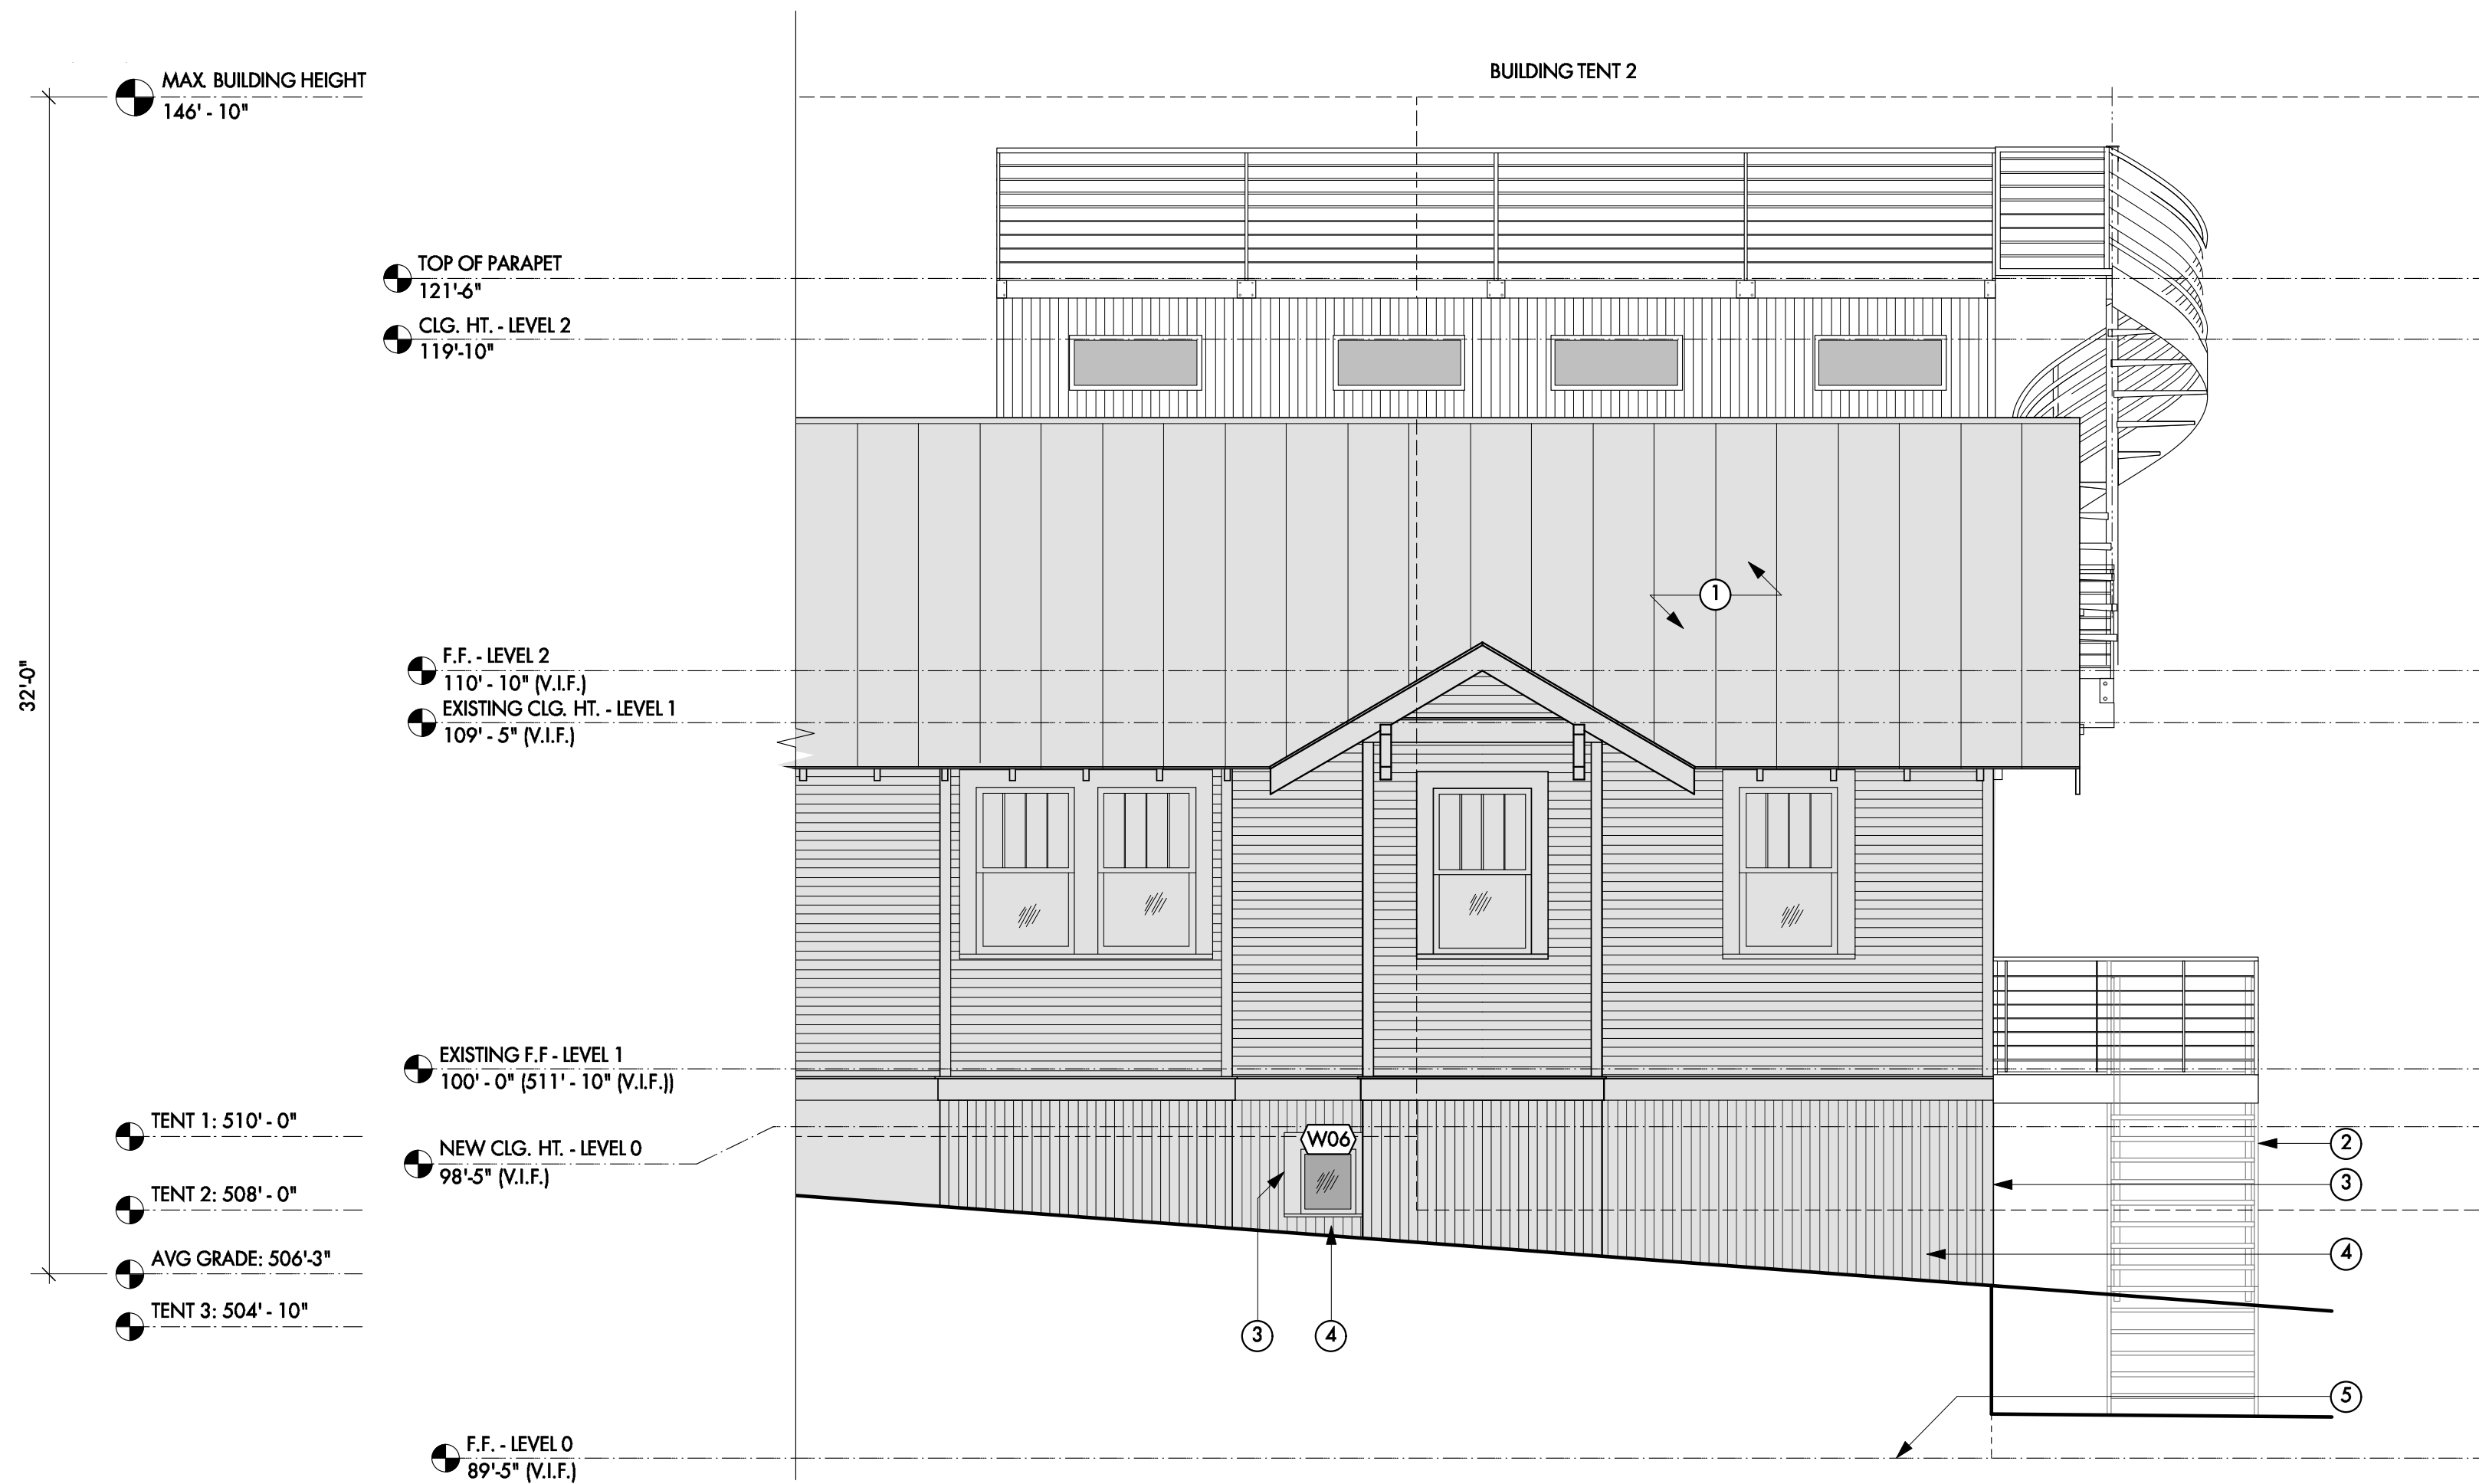 BUILDING TENT 2
MAX. BUILDING HEIGHT
146' - 10"
TOP OF PARAPET
121'-6"
CLG. HT. - LEVEL 2
119'-10"
1
32'-0"
F.F. - LEVEL 2
110' - 10" (V.I.F.)
EXISTING CLG. HT. - LEVEL 1
109' - 5" (V.I.F.)
EXISTING F.F - LEVEL 1
100' - 0" (511' - 10" (V.I.F.))
TENT 1: 510' - 0"
NEW CLG. HT. - LEVEL 0
98'-5" (V.I.F.)
W06
2
3
TENT 2: 508' - 0"
AVG GRADE: 506'-3"
4
TENT 3: 504' - 10"
3
4
5
F.F. - LEVEL 0
89'-5" (V.I.F.)